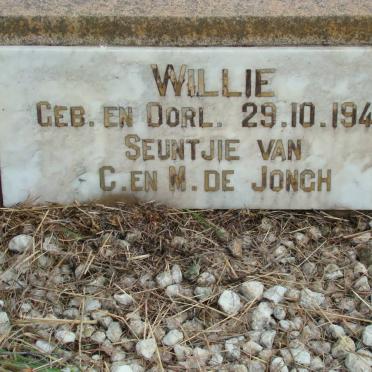 WILLIE
GEB. EN OORL. 29.10.194
SEUNTJIE VAN
C. EN M. DE JONGH